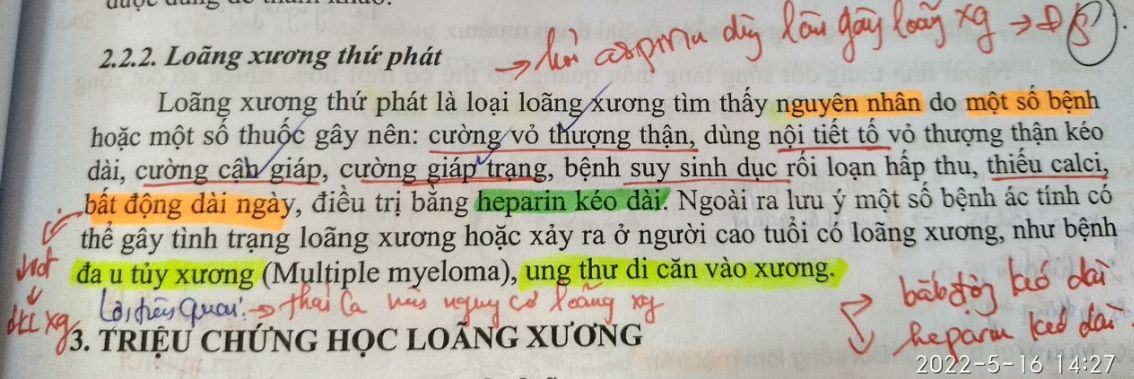 được dùng để tham khảo.
2.2.2. Loãng xương thứ phát
→ hỏi aspirin dùng lâu gây loãng xg → Đ/S
Loãng xương thứ phát là loại loãng xương tìm thấy nguyên nhân do một số bệnh
hoặc một số thuốc gây nên: cường vỏ thượng thận, dùng nội tiết tố vỏ thượng thận kéo
dài, cường cận giáp, cường giáp trạng, bệnh suy sinh dục rối loạn hấp thu, thiếu calci,
bất động dài ngày, điều trị bằng heparin kéo dài. Ngoài ra lưu ý một số bệnh ác tính có
thể gây tình trạng loãng xương hoặc xảy ra ở người cao tuổi có loãng xương, như bệnh
đa u tủy xương (Multiple myeloma), ung thư di căn vào xương.
→ nguy cơ loãng xg
bất động kéo dài
heparin kéo dài
3. TRIỆU CHỨNG HỌC LOÃNG XƯƠNG
2022-5-16 14:27